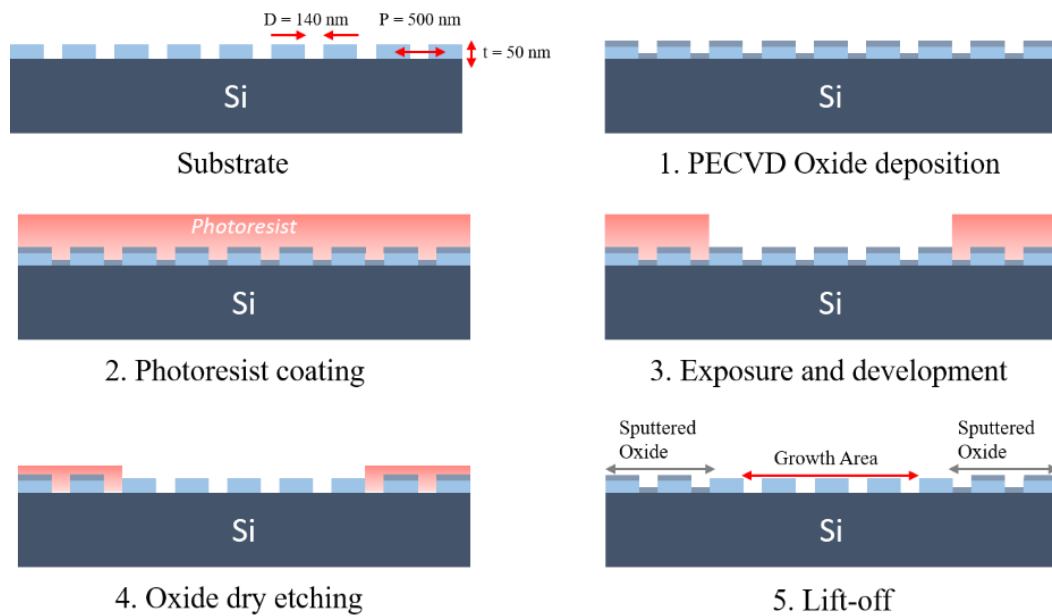 D = 140 nm
P = 500 nm
t = 50 nm
Si
Substrate
Si
1. PECVD Oxide deposition
Photoresist
Si
2. Photoresist coating
Si
3. Exposure and development
Si
4. Oxide dry etching
Sputtered
Oxide
Growth Area
Sputtered
Oxide
Si
5. Lift-off